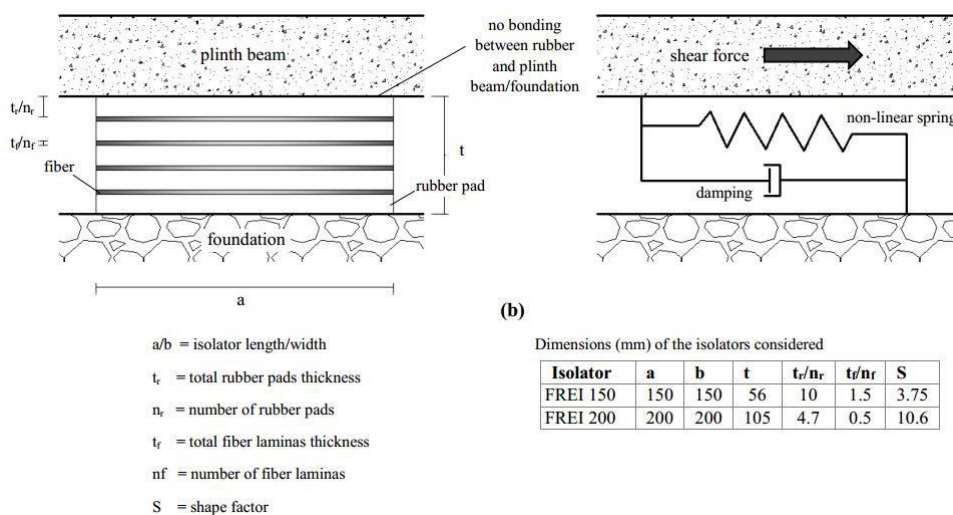 plinth beam
no bonding
between rubber
and plinth
beam/foundation
tr/nr
tf/nf
fiber
t
rubber pad
foundation
a
shear force
non-linear spring
damping
(b)
a/b = isolator length/width
tr = total rubber pads thickness
nr = number of rubber pads
tf = total fiber laminas thickness
nf = number of fiber laminas
S = shape factor
Dimensions (mm) of the isolators considered
Isolator a b t tr/nr tf/nf S
FREI 150 150 150 56 10 1.5 3.75
FREI 200 200 200 105 4.7 0.5 10.6